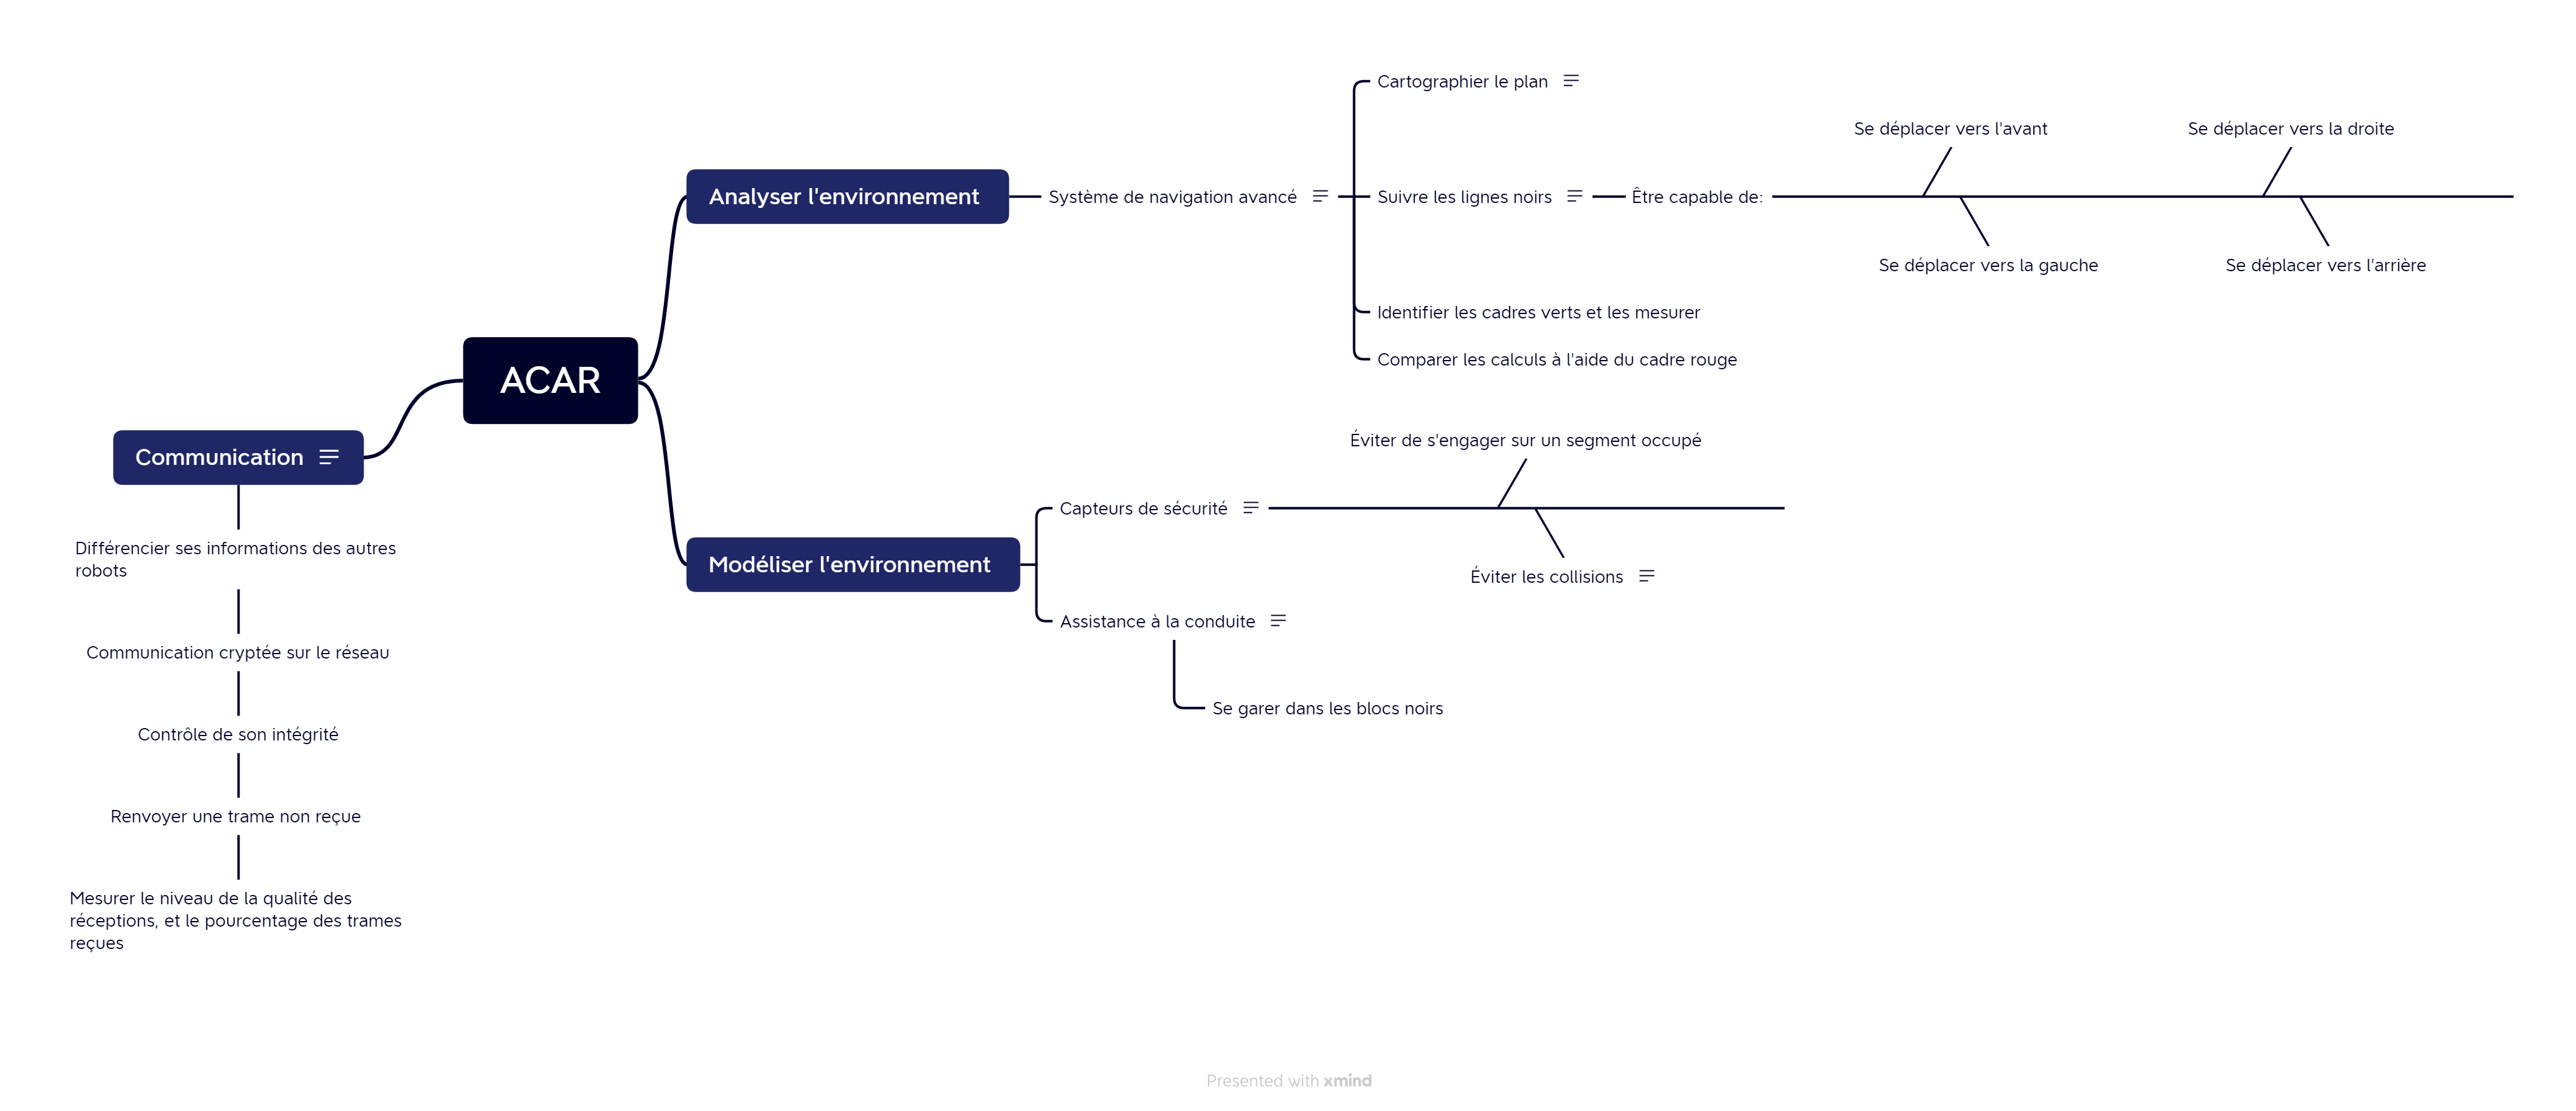 Cartographier le plan
Se déplacer vers l'avant
Se déplacer vers la droite
Analyser l'environnement
Système de navigation avancé
Suivre les lignes noirs
Être capable de:
Se déplacer vers la gauche
Se déplacer vers l'arrière
Identifier les cadres verts et les mesurer
Comparer les calculs à l'aide du cadre rouge
ACAR
Communication
Différencier ses informations des autres
robots
Communication cryptée sur le réseau
Contrôle de son intégrité
Renvoyer une trame non reçue
Mesurer le niveau de la qualité des
réceptions, et le pourcentage des trames
reçues
Éviter de s'engager sur un segment occupé
Capteurs de sécurité
Modéliser l'environnement
Éviter les collisions
Assistance à la conduite
Se garer dans les blocs noirs
Presented with xmind